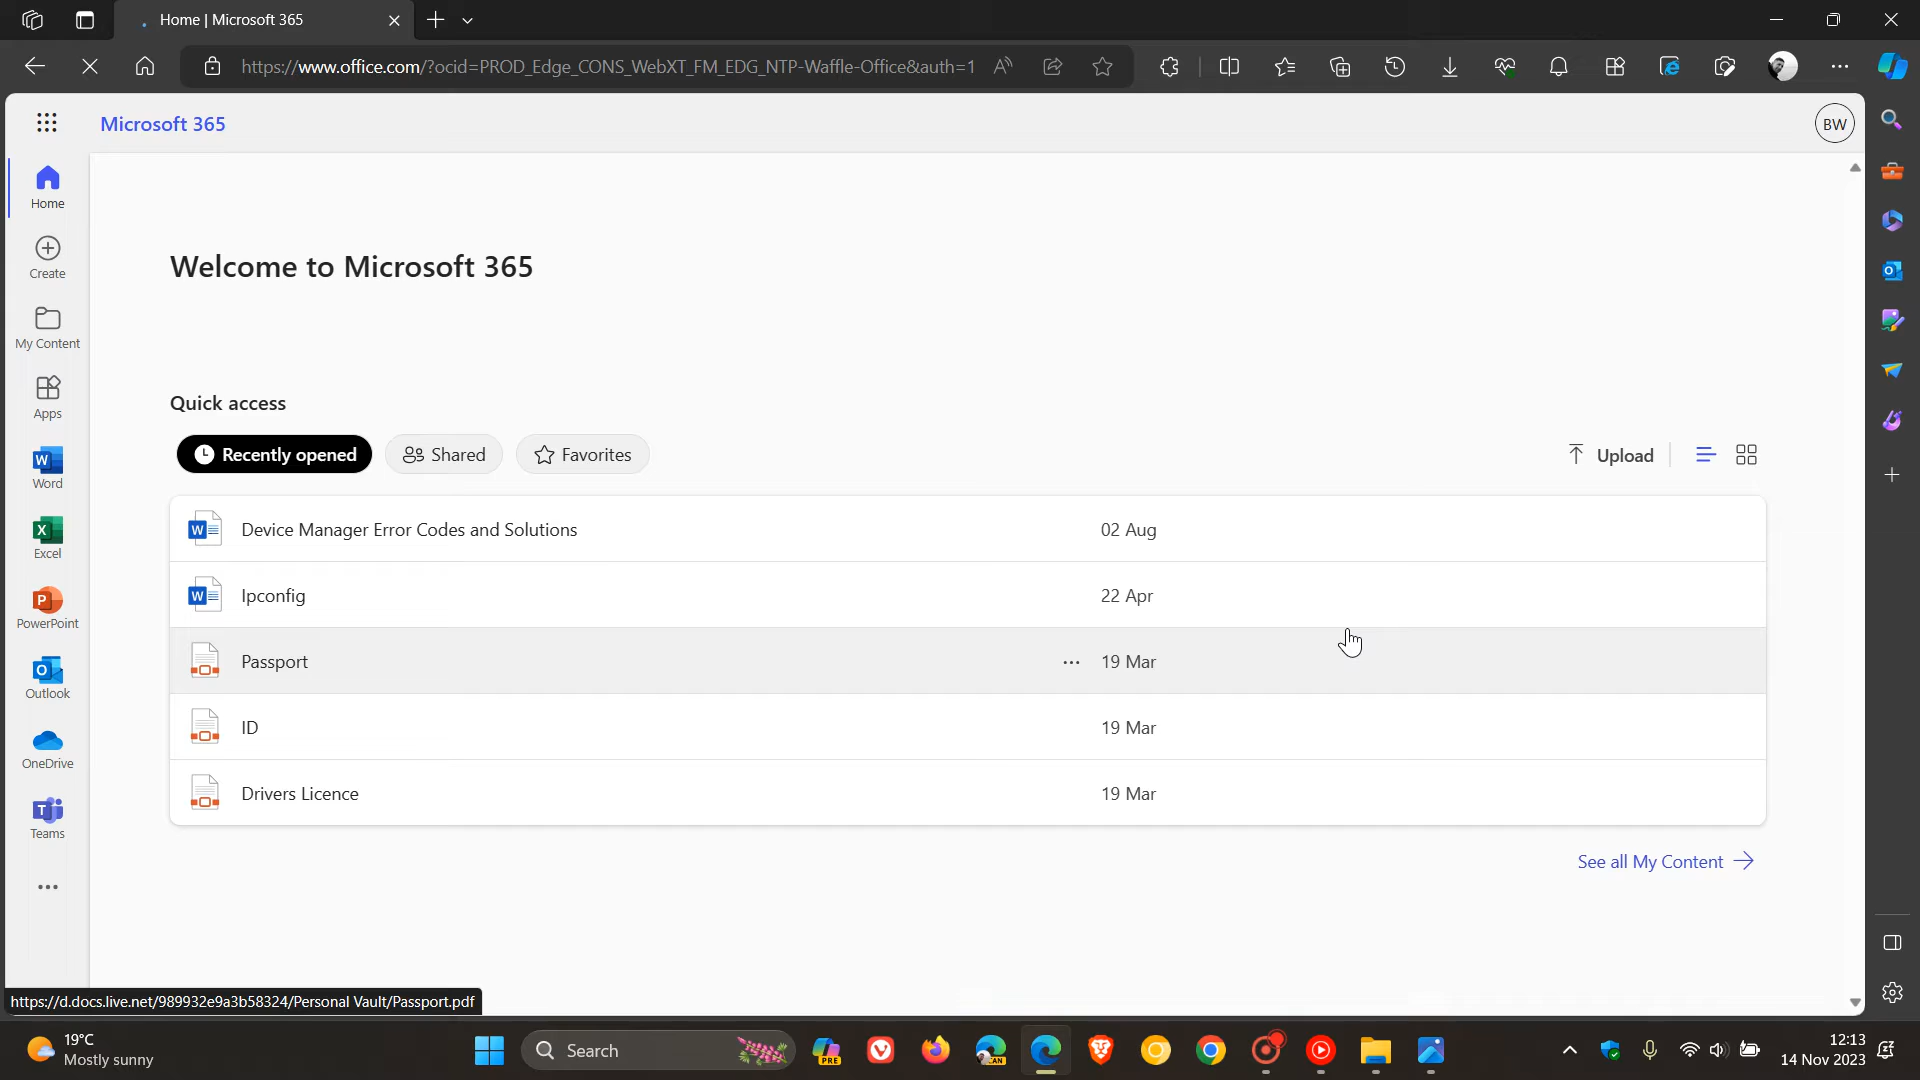 Home | Microsoft 365
https://www.office.com/?ocid=PROD_Edge_CONS_WebXT_FM_EDG_NTP-Waffle-Office&auth=1
Microsoft 365
BW
Home
Create
My Content
Apps
Word
Excel
PowerPoint
Outlook
OneDrive
Teams
Welcome to Microsoft 365
Quick access
Recently opened
Shared
Favorites
Upload
Device Manager Error Codes and Solutions 02 Aug
Ipconfig 22 Apr
Passport ... 19 Mar
ID 19 Mar
Drivers Licence 19 Mar
See all My Content
https://d.docs.live.net/989932e9a3b58324/Personal Vault/Passport.pdf
19°C
Mostly sunny
Search
PRE
CAN
12:13
14 Nov 2023